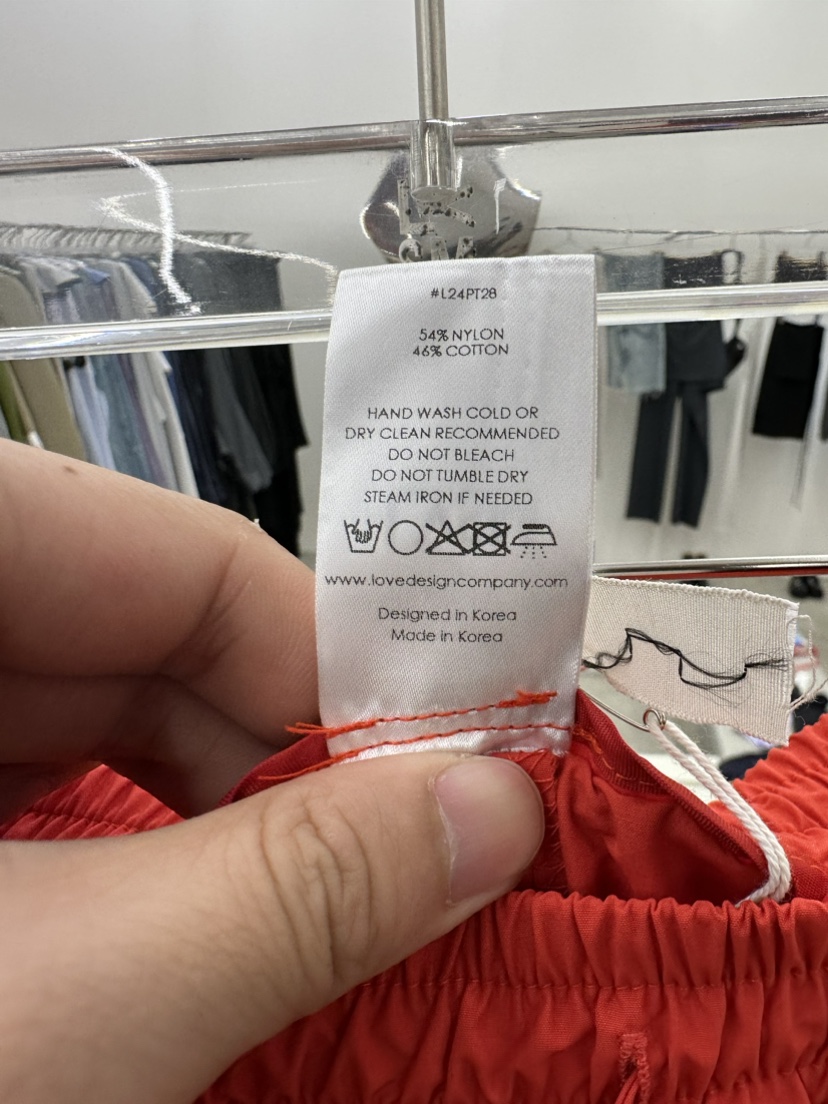 #L24PT28
54% NYLON
46% COTTON
HAND WASH COLD OR
DRY CLEAN RECOMMENDED
DO NOT BLEACH
DO NOT TUMBLE DRY
STEAM IRON IF NEEDED
www.lovedesigncompany.com
Designed in Korea
Made in Korea